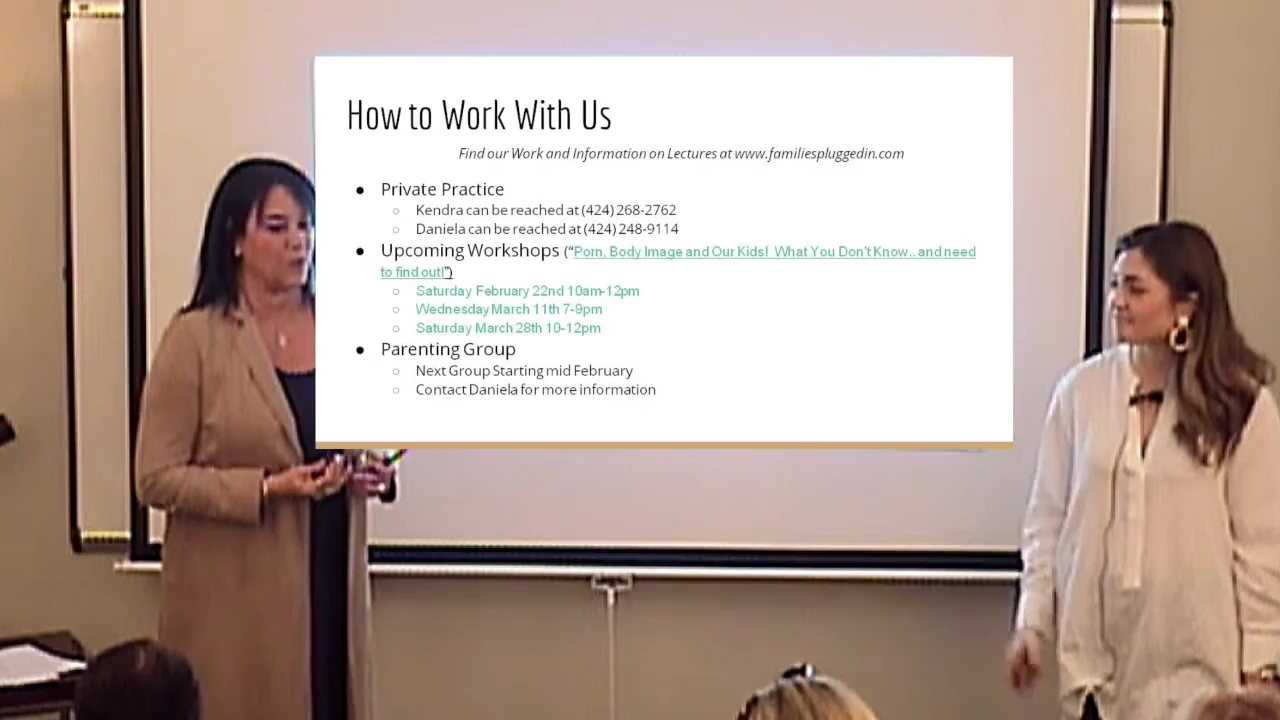 How to Work With Us
Find our Work and Information on Lectures at www.familiespluggedin.com
● Private Practice
○ Kendra can be reached at (424) 268-2762
○ Daniela can be reached at (424) 248-9114
● Upcoming Workshops (“Porn, Body Image and Our Kids!  What You Don't Know.. and need
to find out!”)
○ Saturday February 22nd 10am-12pm
○ Wednesday March 11th 7-9pm
○ Saturday March 28th 10-12pm
● Parenting Group
○ Next Group Starting mid February
○ Contact Daniela for more information